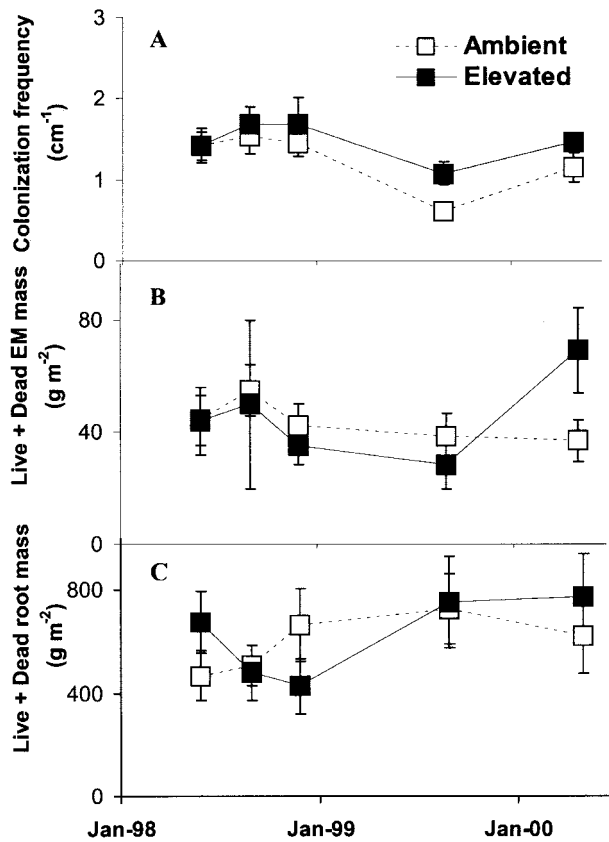 3
A
Ambient
Elevated
2
1
0
Colonization frequency
(cm⁻¹)
B
80
40
0
Live + Dead EM mass
(g m⁻²)
C
800
400
0
Live + Dead root mass
(g m⁻²)
Jan-98
Jan-99
Jan-00